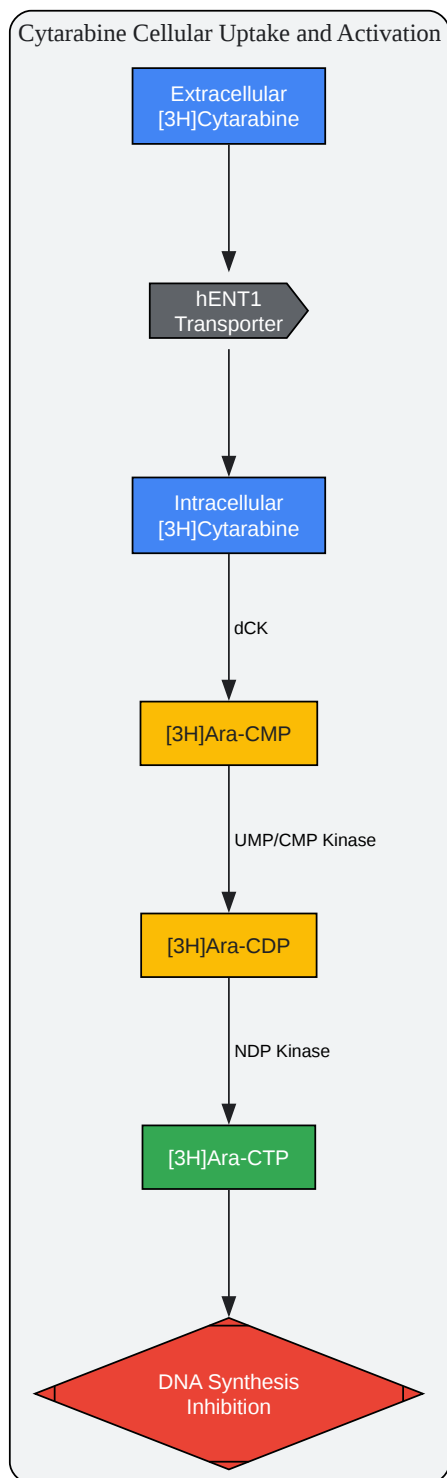 Cytarabine Cellular Uptake and Activation
Extracellular
[3H]Cytarabine
hENT1
Transporter
Intracellular
[3H]Cytarabine
dCK
[3H]Ara-CMP
UMP/CMP Kinase
[3H]Ara-CDP
NDP Kinase
[3H]Ara-CTP
DNA Synthesis
Inhibition